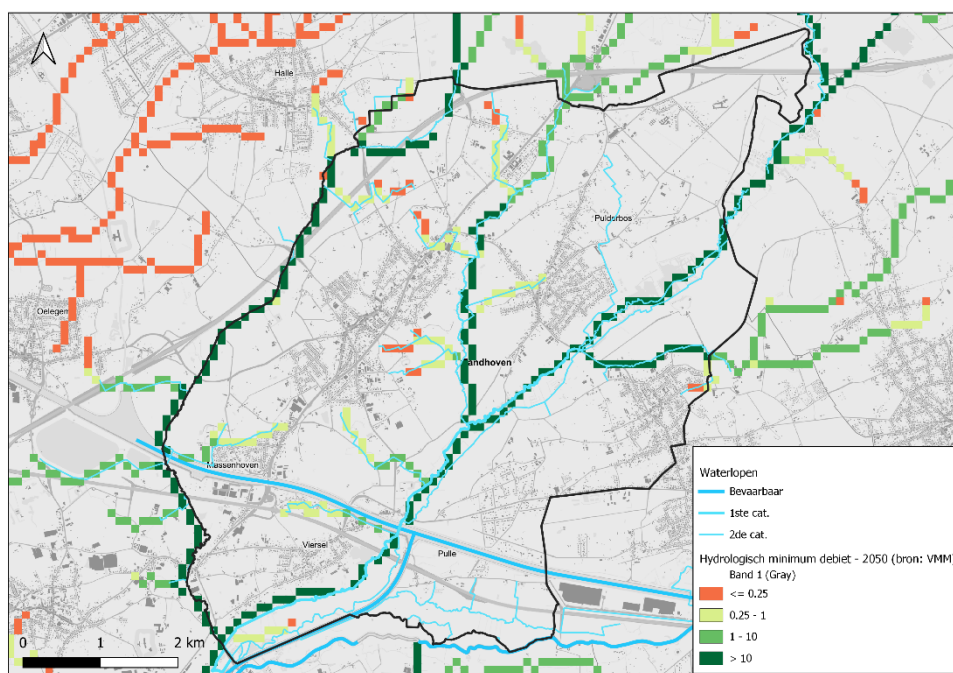 Halle
Pulderbos
Oelegem
Zandhoven
Massenhoven
Viersel
Pulle
0 1 2 km
Waterlopen
Bevaarbaar
1ste cat.
2de cat.
Hydrologisch minimum debiet - 2050 (bron: VMM)
Band 1 (Gray)
<= 0.25
0.25 - 1
1 - 10
> 10